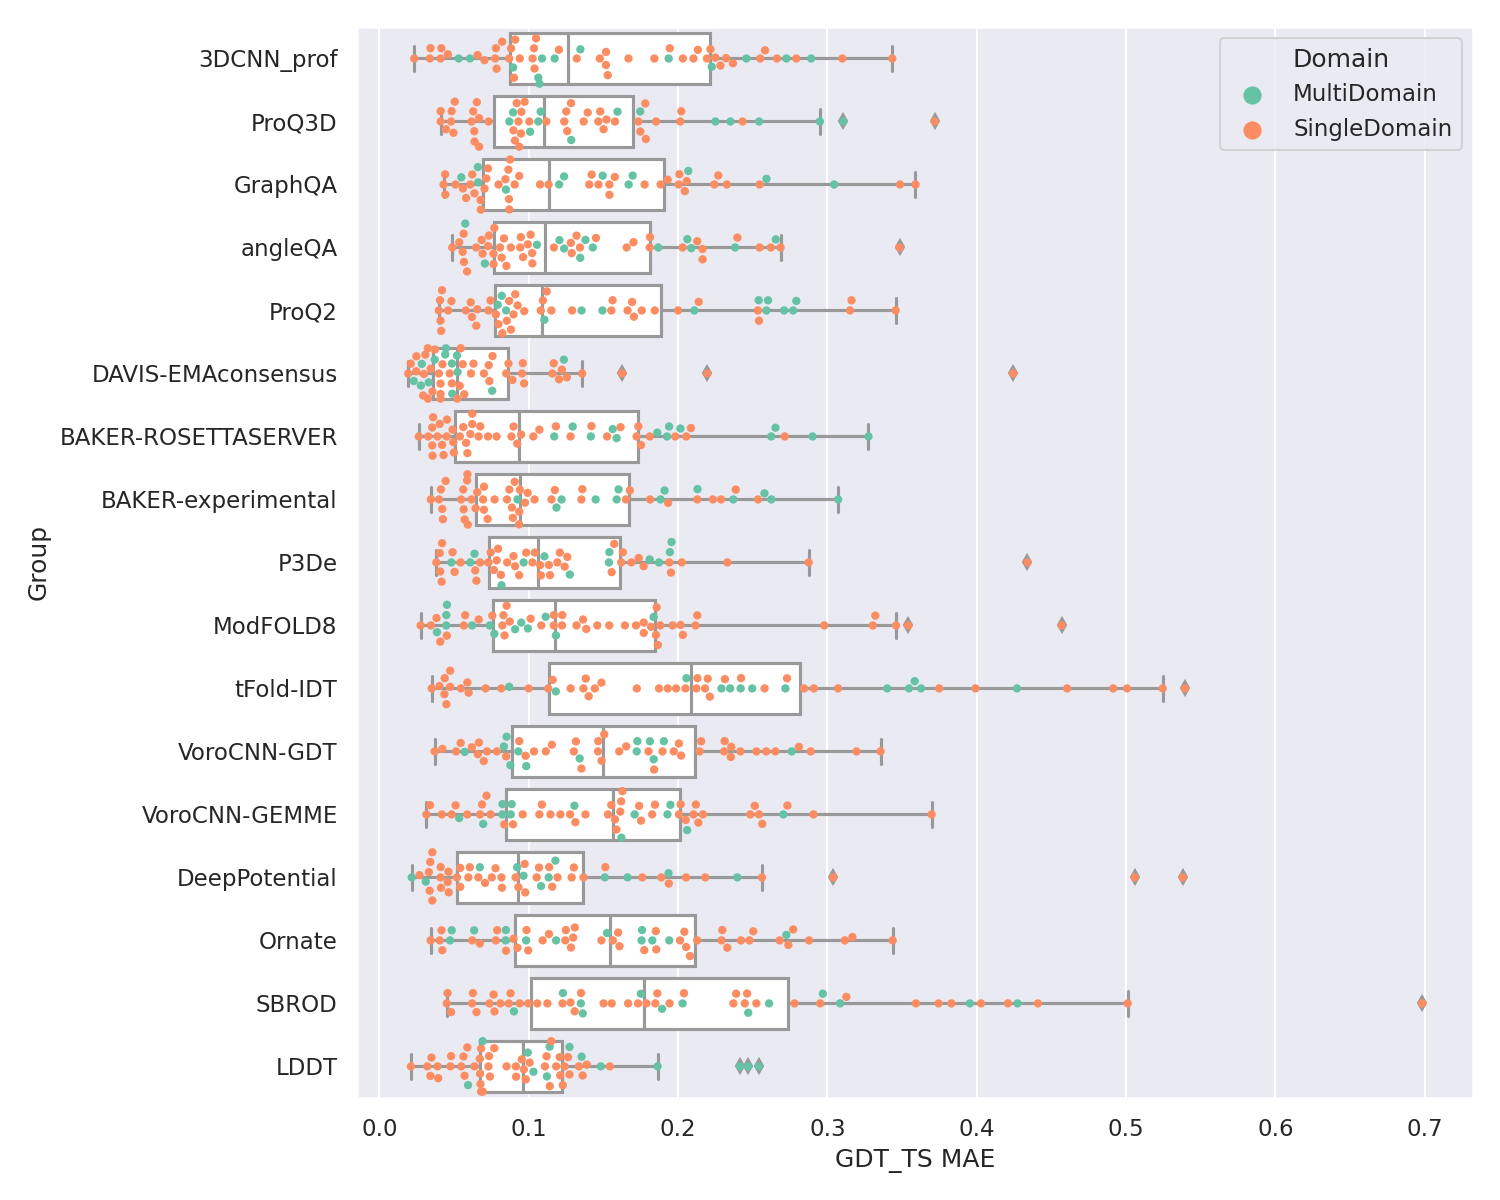 Domain
MultiDomain
SingleDomain
Group
3DCNN_prof
ProQ3D
GraphQA
angleQA
ProQ2
DAVIS-EMAconsensus
BAKER-ROSETTASERVER
BAKER-experimental
P3De
ModFOLD8
tFold-IDT
VoroCNN-GDT
VoroCNN-GEMME
DeepPotential
Ornate
SBROD
LDDT
0.0 0.1 0.2 0.3 0.4 0.5 0.6 0.7
GDT_TS MAE